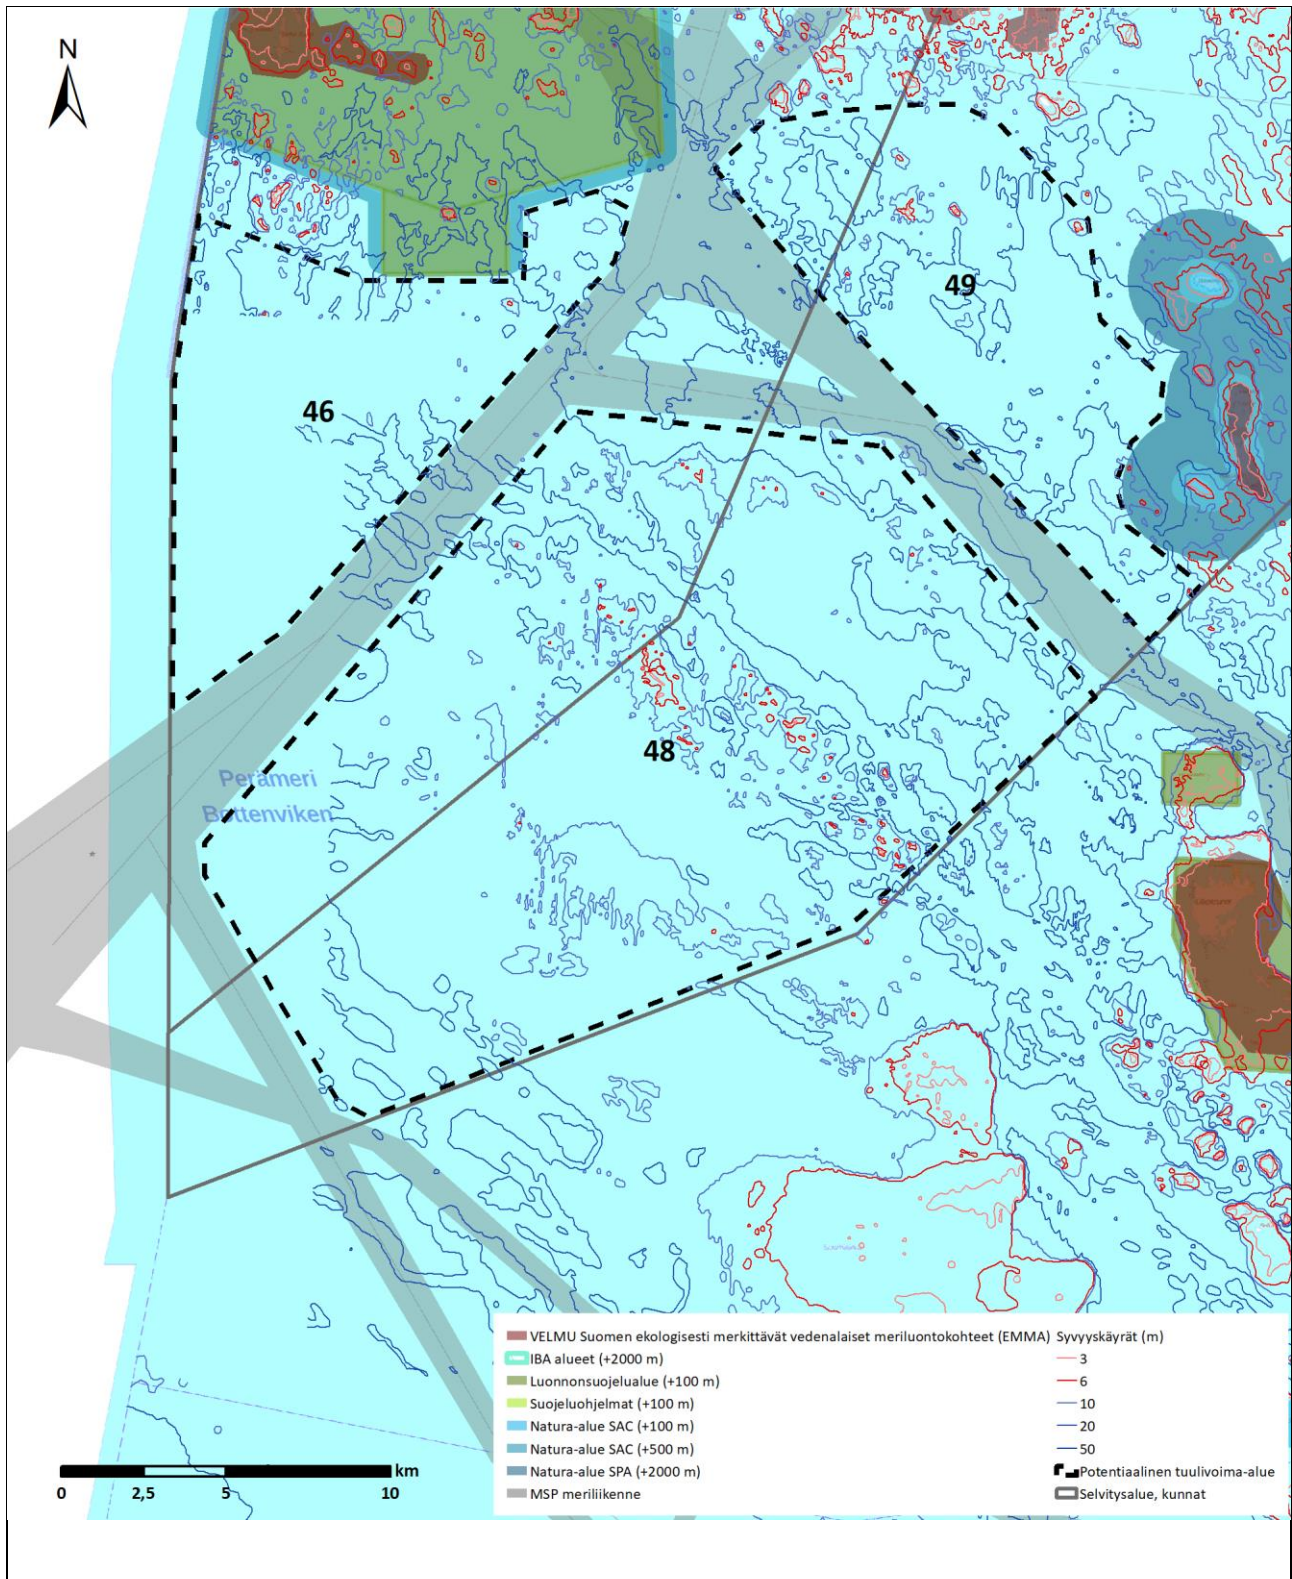 N
49
46
48
Perämeri
Bottenviken
VELMU Suomen ekologisesti merkittävät vedenalaiset meriluontokohteet (EMMA)
IBA alueet (+2000 m)
Luonnonsuojelualue (+100 m)
Suojeluohjelmat (+100 m)
Natura-alue SAC (+100 m)
Natura-alue SAC (+500 m)
Natura-alue SPA (+2000 m)
MSP meriliikenne
Syvyyskäyrät (m)
3
6
10
20
50
Potentiaalinen tuulivoima-alue
Selvitysalue, kunnat
km
0 2,5 5 10